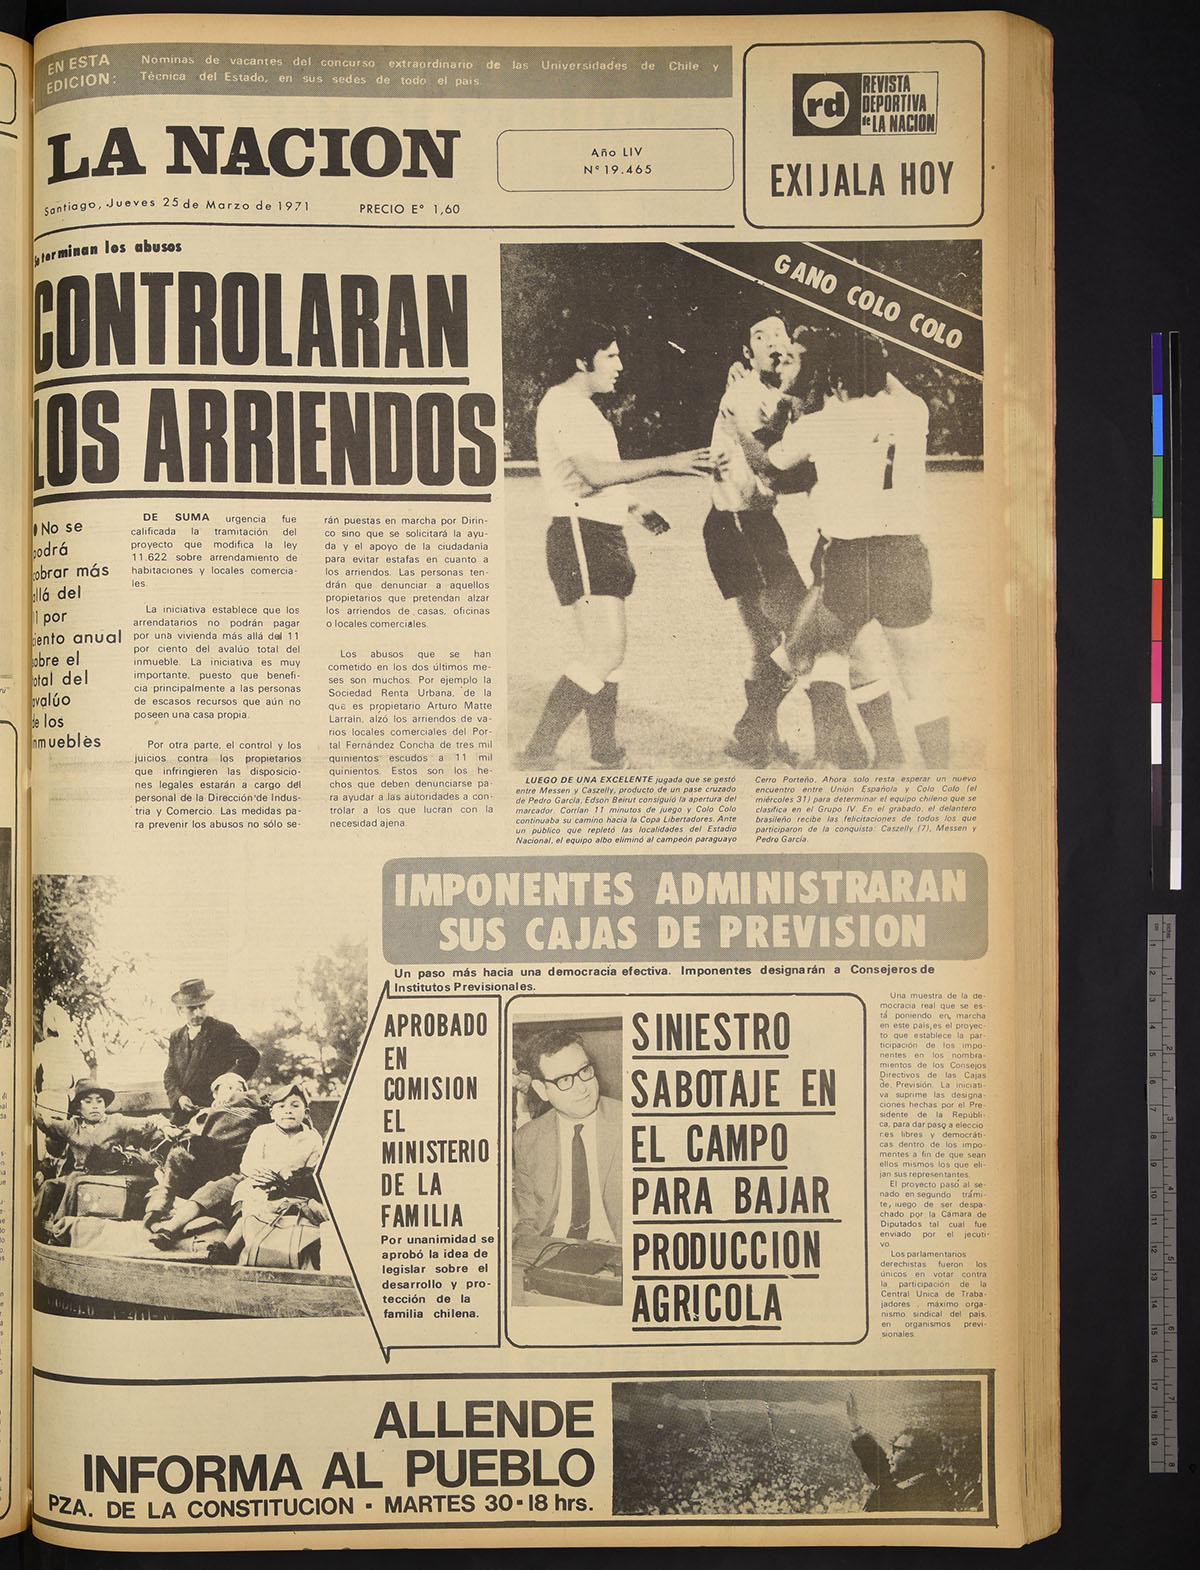 EN ESTA
EDICION:
Nominas de vacantes del concurso extraordinario de las Universidades de Chile y
Técnica del Estado, en sus sedes de todo el país.
rd
REVISTA
DEPORTIVA
de LA NACION
EXIJALA HOY
LA NACION
Año LIV
N° 19.465
Santiago, Jueves 25 de Marzo de 1971
PRECIO E° 1,60
Se terminan los abusos
CONTROLARAN
LOS ARRIENDOS
GANO COLO COLO
7
No se
podrá
cobrar más
allá del
11 por
ciento anual
sobre el
total del
avalúo
de los
inmuebles
DE SUMA urgencia fue
calificada la tramitación del
proyecto que modifica la ley
11.622 sobre arrendamiento de
habitaciones y locales comercia-
les.
La iniciativa establece que los
arrendatarios no podrán pagar
por una vivienda más allá del 11
por ciento del avalúo total del
inmueble. La iniciativa es muy
importante, puesto que benefi-
cia principalmente a las personas
de escasos recursos que aún no
poseen una casa propia.
Por otra parte, el control y los
juicios contra los propietarios
que infringieren las disposicio-
nes legales estarán a cargo del
personal de la Dirección de Indus-
tria y Comercio. Las medidas pa-
ra prevenir los abusos no sólo se-
rán puestas en marcha por Dirin-
co sino que se solicitará la ayu-
da y el apoyo de la ciudadanía
para evitar estafas en cuanto a
los arriendos. Las personas ten-
drán que denunciar a aquellos
propietarios que pretendan alzar
los arriendos de casas, oficinas
o locales comerciales.
Los abusos que se han
cometido en los dos últimos me-
ses son muchos. Por ejemplo la
Sociedad Renta Urbana, de la
que es propietario Arturo Matte
Larraín, alzó los arriendos de va-
rios locales comerciales del Por-
tal Fernández Concha de tres mil
quinientos escudos a 11 mil
quinientos. Estos son los he-
chos que deben denunciarse pa-
ra ayudar a las autoridades a con-
trolar a los que lucran con la
necesidad ajena.
LUEGO DE UNA EXCELENTE jugada que se gestó
entre Messen y Caszelly, producto de un pase cruzado
de Pedro García, Edson Beirut consiguió la apertura del
marcador. Corrían 11 minutos de juego y Colo Colo
continuaba su camino hacia la Copa Libertadores. Ante
un público que repletó las localidades del Estadio
Nacional, el equipo albo eliminó al campeón paraguayo
Cerro Porteño. Ahora solo resta esperar un nuevo
encuentro entre Unión Española y Colo Colo (el
miércoles 31) para determinar el equipo chileno que se
clasifica en el Grupo IV. En el grabado, el delantero
brasileño recibe las felicitaciones de todos los que
participaron de la conquista: Caszelly (7), Messen y
Pedro García.
IMPONENTES ADMINISTRARAN
SUS CAJAS DE PREVISION
Un paso más hacia una democracia efectiva. Imponentes designarán a Consejeros de
Institutos Previsionales.
APROBADO
EN
COMISION
EL
MINISTERIO
DE LA
FAMILIA
Por unanimidad se
aprobó la idea de
legislar sobre el
desarrollo y pro-
tección de la
familia chilena.
SINIESTRO
SABOTAJE EN
EL CAMPO
PARA BAJAR
PRODUCCION
AGRICOLA
Una muestra de la de-
mocracia real que se es-
tá poniendo en marcha
en este país, es el proyec-
to que establece la par-
ticipación de los impo-
nentes en los nombra-
mientos de los Consejos
Directivos de las Cajas
de Previsión. La iniciati-
va suprime las designa-
ciones hechas por el Pre-
sidente de la Repúbli-
ca, para dar paso a eleccio
nes libres y democráti-
cas dentro de los impo-
nentes a fin de que sean
ellos mismos los que eli-
jan sus representantes.
El proyecto pasó al se-
nado en segundo trámi-
te, luego de ser despa-
chado por la Cámara de
Diputados tal cual fue
enviado por el jecuti-
vo.
Los parlamentarios
derechistas fueron los
únicos en votar contra
la participación de la
Central Unica de Traba-
jadores, máximo orga-
nismo sindical del país,
en organismos previ-
sionales.
ALLENDE
INFORMA AL PUEBLO
PZA. DE LA CONSTITUCION - MARTES 30 - 18 hrs.